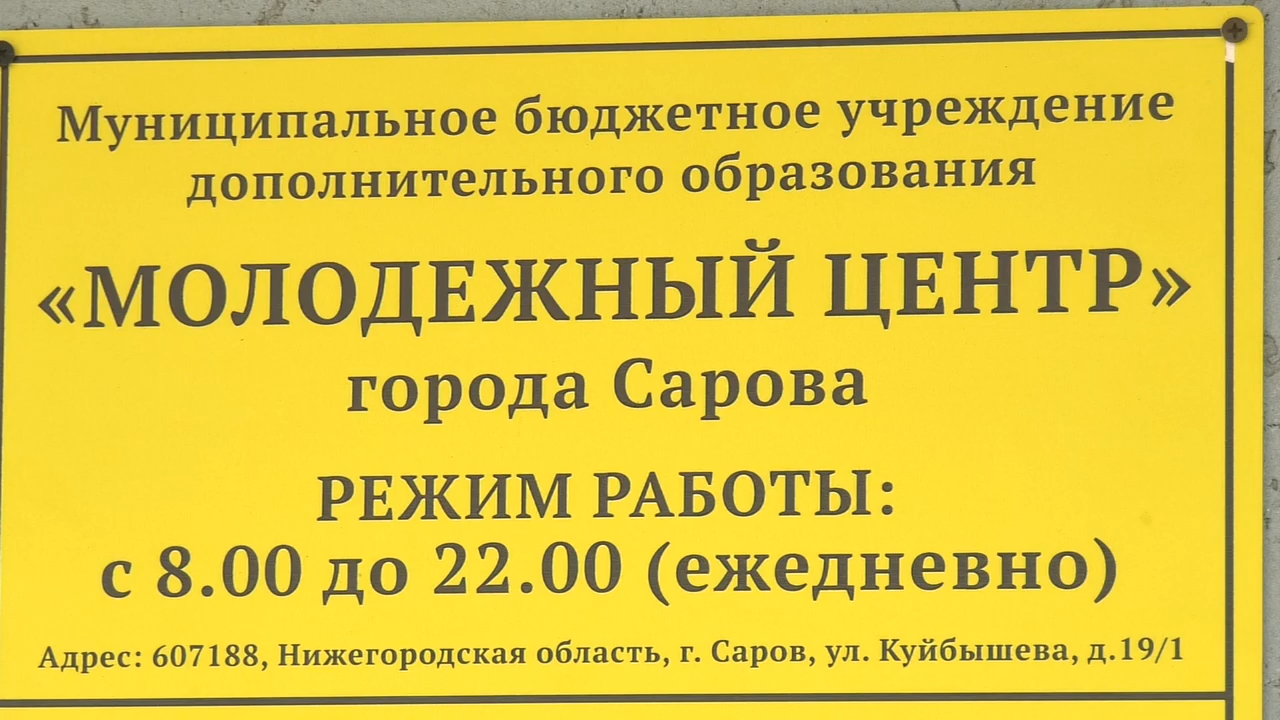 Муниципальное бюджетное учреждение
дополнительного образования
«МОЛОДЕЖНЫЙ ЦЕНТР»
города Сарова
РЕЖИМ РАБОТЫ:
с 8.00 до 22.00 (ежедневно)
Адрес: 607188, Нижегородская область, г. Саров, ул. Куйбышева, д.19/1